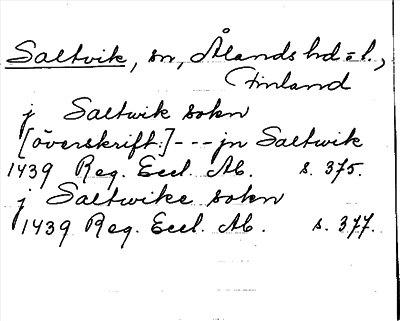 Saltvik, sn, Ålands hd = l.,
Finland
j Saltwik sokn
[överskrift:] --- jn Saltwik
1439 Reg. Eccl. Ab. s. 375.
j Saltwike sokn
1439 Reg. Eccl. Ab. s. 377.